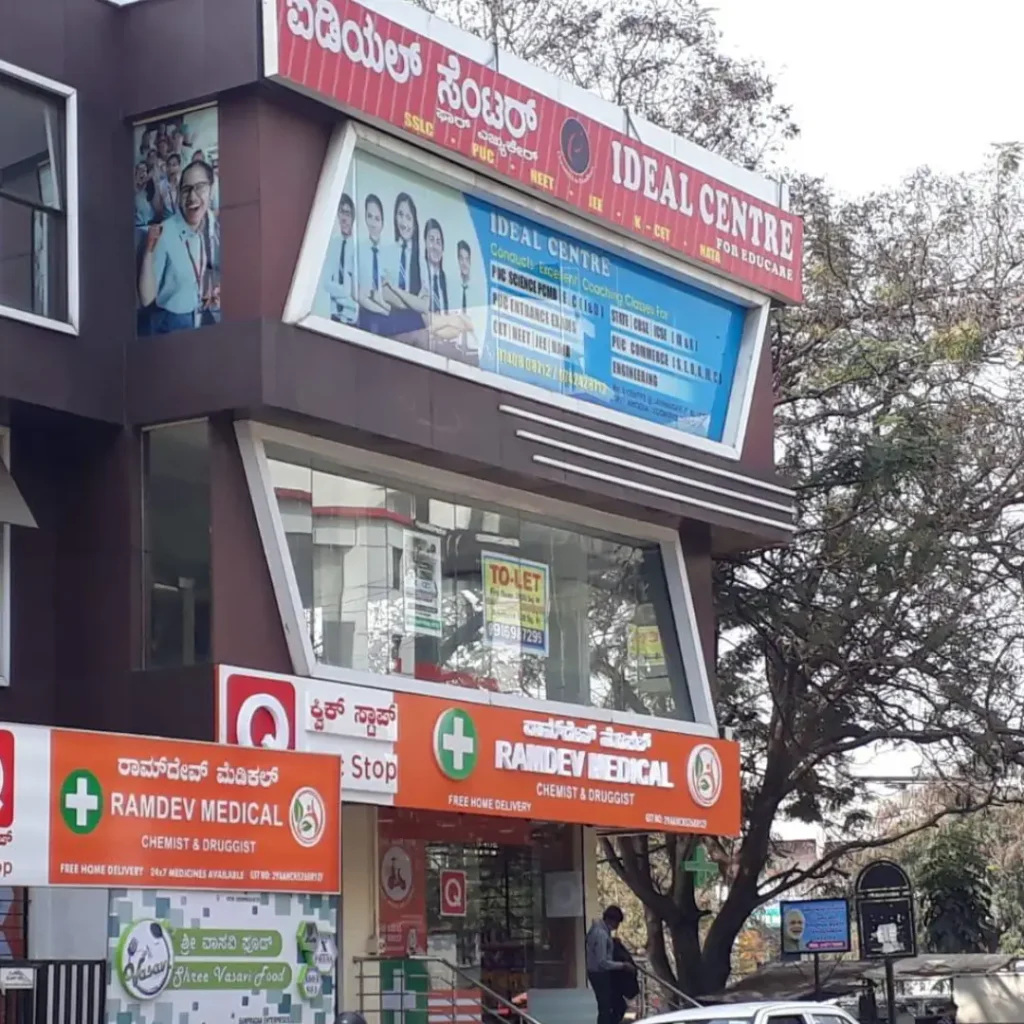 ಐಡಿಯಲ್ ಸೆಂಟರ್
ಫಾರ್ ಎಜ್ಯುಕೇರ್
IDEAL CENTRE
FOR EDUCARE
SSLC • PUC • NEET • JEE • K-CET • NATA
IDEAL CENTRE
Conducts Excellent Coaching Classes For
PUC SCIENCE PCMB
PUC ENTRANCE EXAMS
CET | NEET | JEE | NATA
STATE | CBSE | ICSE
PUC COMMERCE
ENGINEERING
TO-LET
Q
ಕ್ವಿಕ್ ಸ್ಟಾಪ್
Stop
ರಾಮ್‌ದೇವ್ ಮೆಡಿಕಲ್
RAMDEV MEDICAL
CHEMIST & DRUGGIST
FREE HOME DELIVERY
ರಾಮ್‌ದೇವ್ ಮೆಡಿಕಲ್
RAMDEV MEDICAL
CHEMIST & DRUGGIST
FREE HOME DELIVERY 24x7 MEDICINES AVAILABLE
Q
ಶ್ರೀ ವಾಸವಿ ಫುಡ್
Vasavi
Shree Vasavi Food